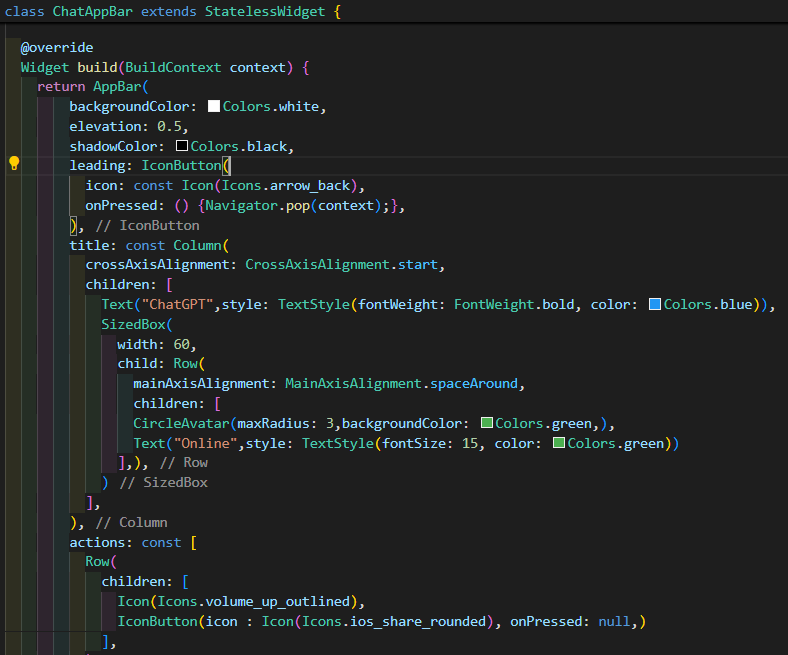 class ChatAppBar extends StatelessWidget {
@override
Widget build(BuildContext context) {
return AppBar(
backgroundColor: Colors.white,
elevation: 0.5,
shadowColor: Colors.black,
leading: IconButton(
icon: const Icon(Icons.arrow_back),
onPressed: () {Navigator.pop(context);},
), // IconButton
title: const Column(
crossAxisAlignment: CrossAxisAlignment.start,
children: [
Text("ChatGPT",style: TextStyle(fontWeight: FontWeight.bold, color: Colors.blue)),
SizedBox(
width: 60,
child: Row(
mainAxisAlignment: MainAxisAlignment.spaceAround,
children: [
CircleAvatar(maxRadius: 3,backgroundColor: Colors.green,),
Text("Online",style: TextStyle(fontSize: 15, color: Colors.green))
],), // Row
) // SizedBox
],
), // Column
actions: const [
Row(
children: [
Icon(Icons.volume_up_outlined),
IconButton(icon : Icon(Icons.ios_share_rounded), onPressed: null,)
],